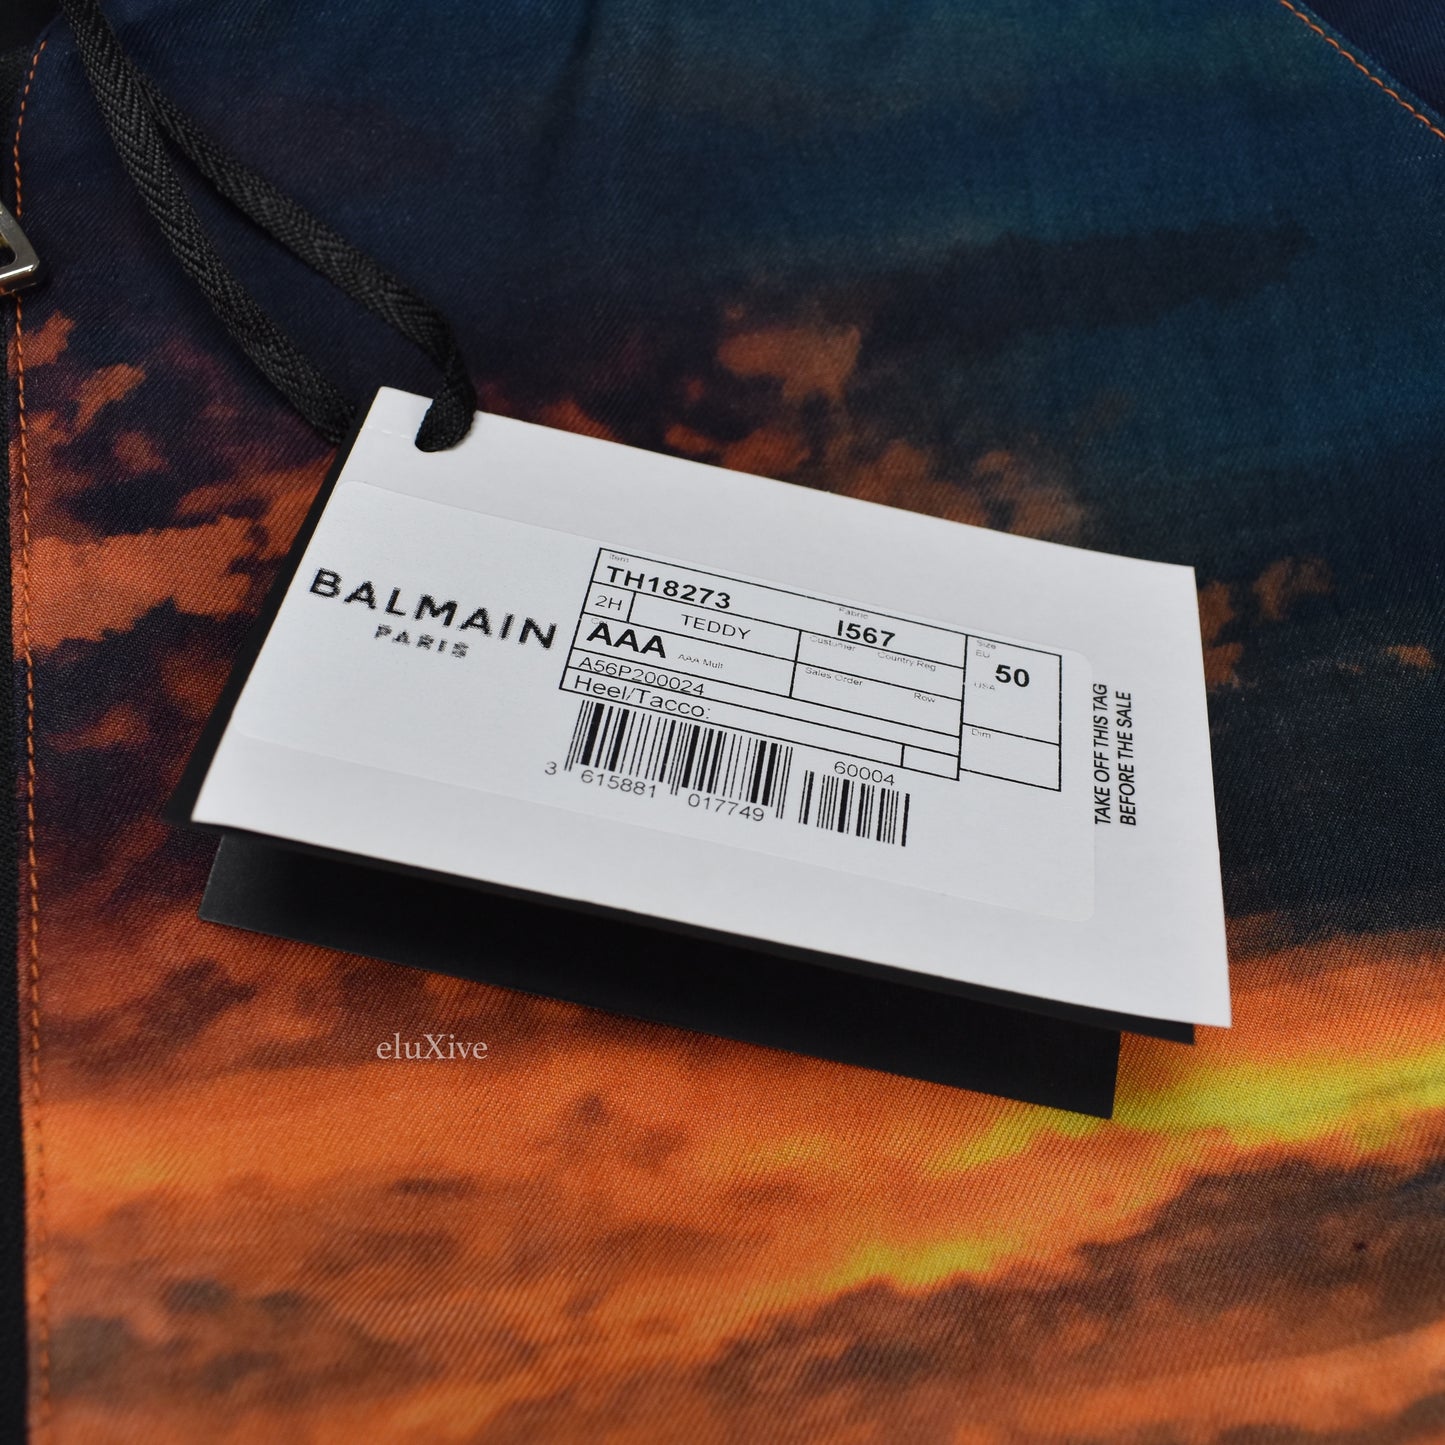 BALMAIN
PARIS
Item
TH18273
Fabric
I567
2H
TEDDY
Customer
Country Reg
Size
EU
50
USA
AAA
AAA Mult
Sales Order
Row
A56P200024
Dim
Heel/Tacco:
3 615881 017749
60004
TAKE OFF THIS TAG
BEFORE THE SALE
eluXive